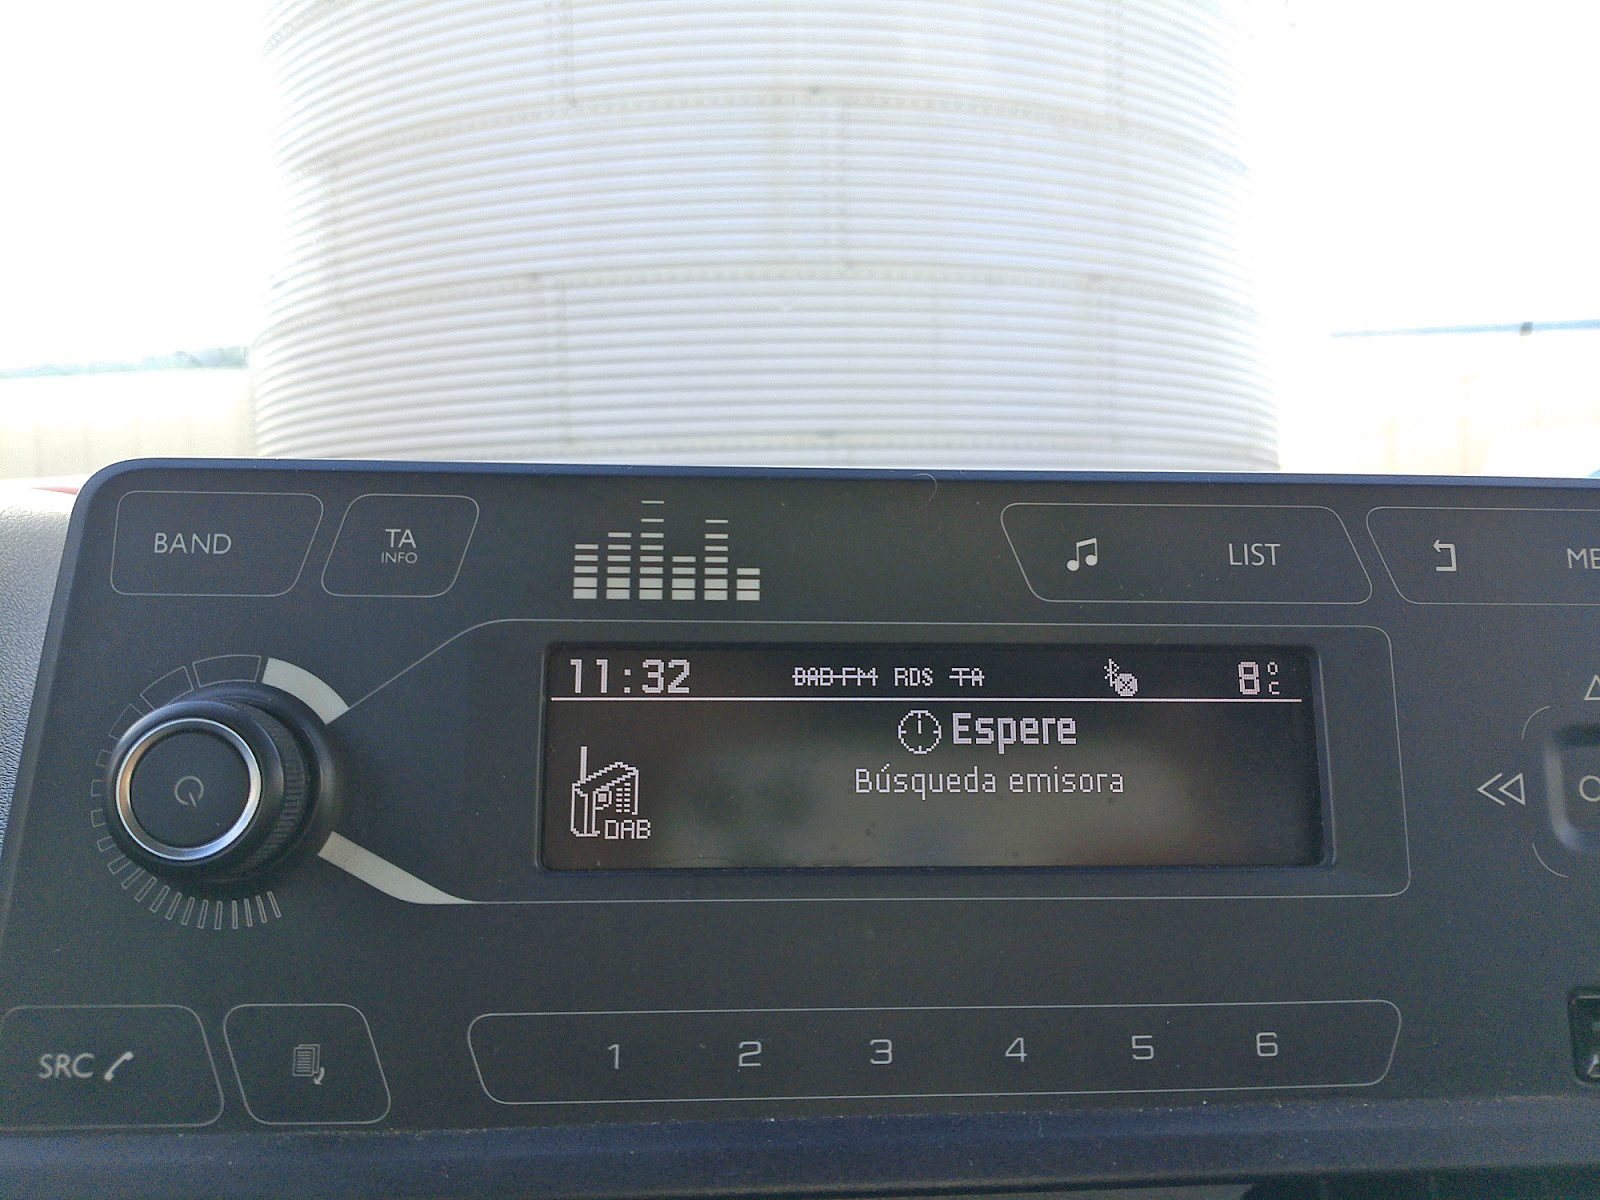 BAND
TA
INFO
LIST
11:32 DAB-FM RDS TA 8°C
Espere
Búsqueda emisora
DAB
SRC
1 2 3 4 5 6